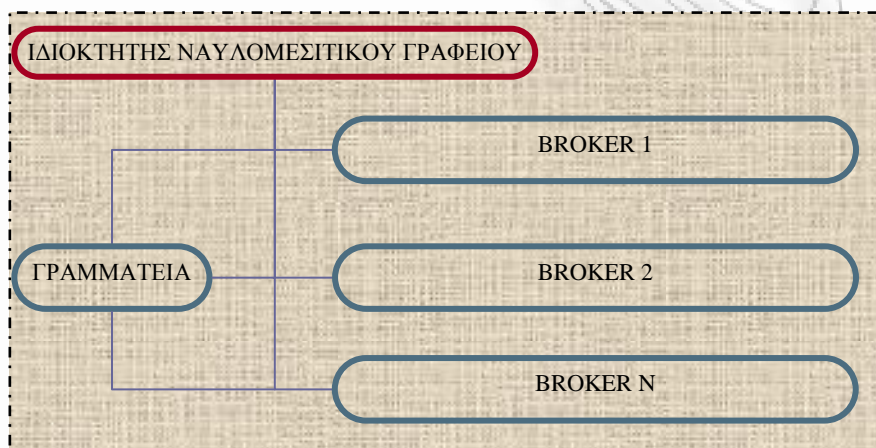 ΙΔΙΟΚΤΗΤΗΣ ΝΑΥΛΟΜΕΣΙΤΙΚΟΥ ΓΡΑΦΕΙΟΥ
BROKER 1
ΓΡΑΜΜΑΤΕΙΑ
BROKER 2
BROKER N